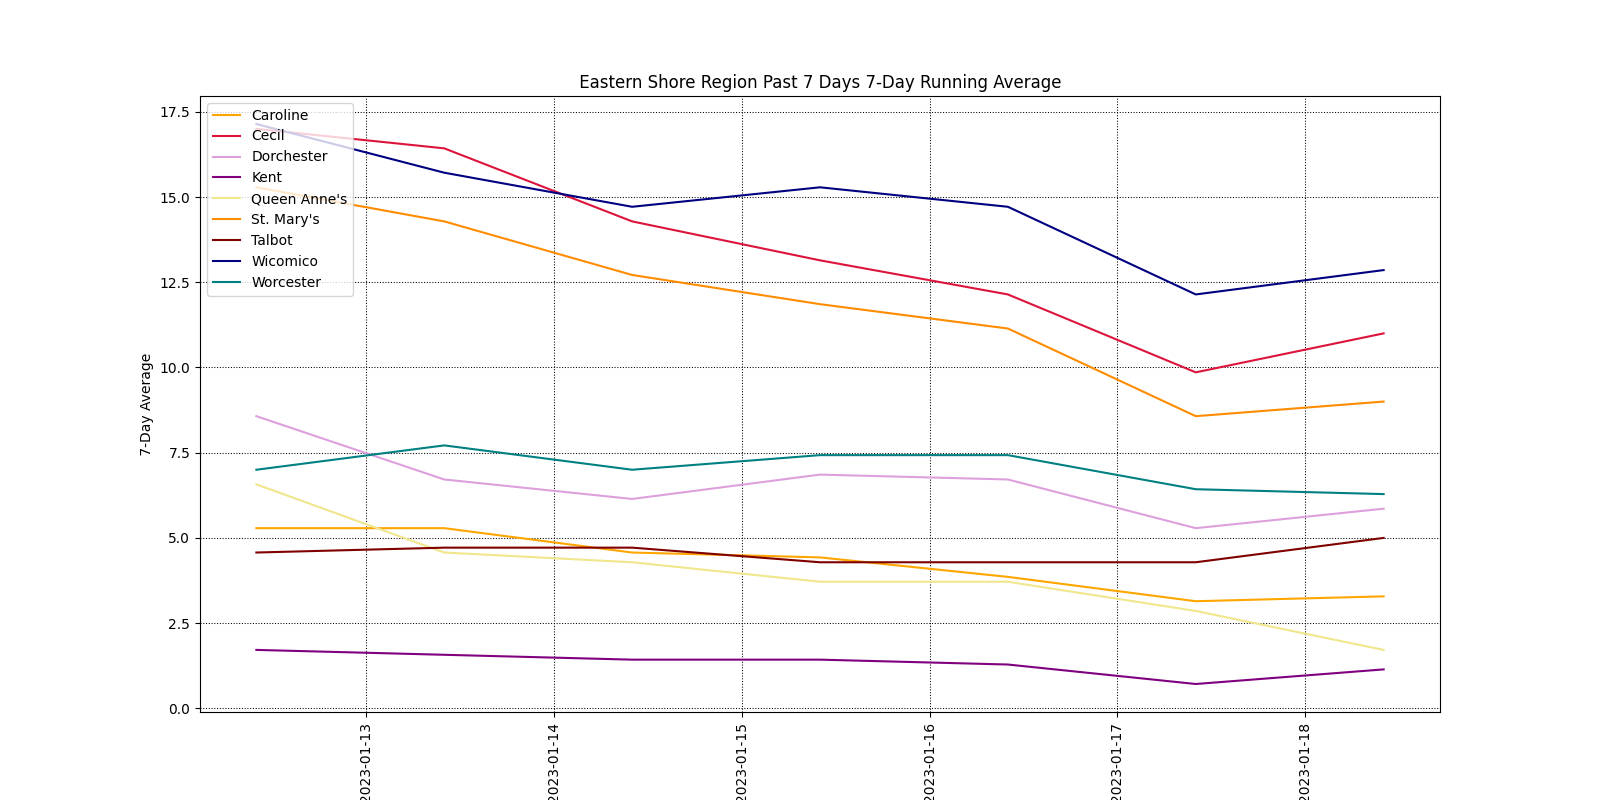 Eastern Shore Region Past 7 Days 7-Day Running Average
17.5
15.0
12.5
10.0
7.5
5.0
2.5
0.0
7-Day Average
Caroline
Cecil
Dorchester
Kent
Queen Anne's
St. Mary's
Talbot
Wicomico
Worcester
2023-01-13
2023-01-14
2023-01-15
2023-01-16
2023-01-17
2023-01-18